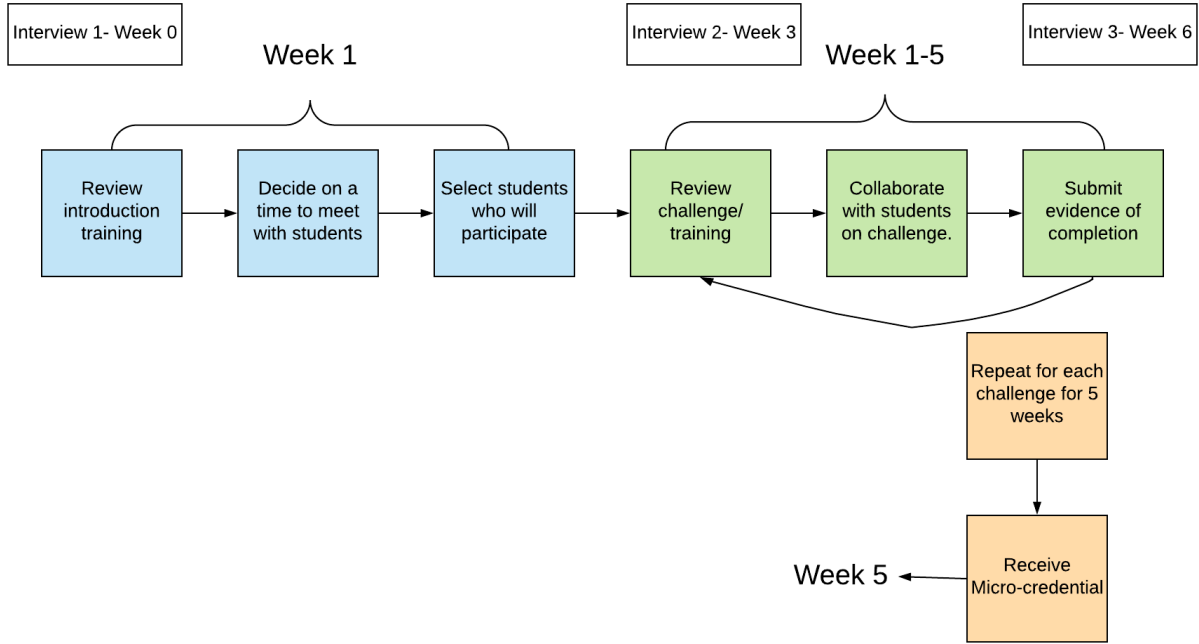 Interview 1- Week 0
Interview 2- Week 3
Interview 3- Week 6
Week 1
Week 1-5
Review
introduction
training
Decide on a
time to meet
with students
Select students
who will
participate
Review
challenge/
training
Collaborate
with students
on challenge.
Submit
evidence of
completion
Repeat for each
challenge for 5
weeks
Receive
Micro-credential
Week 5